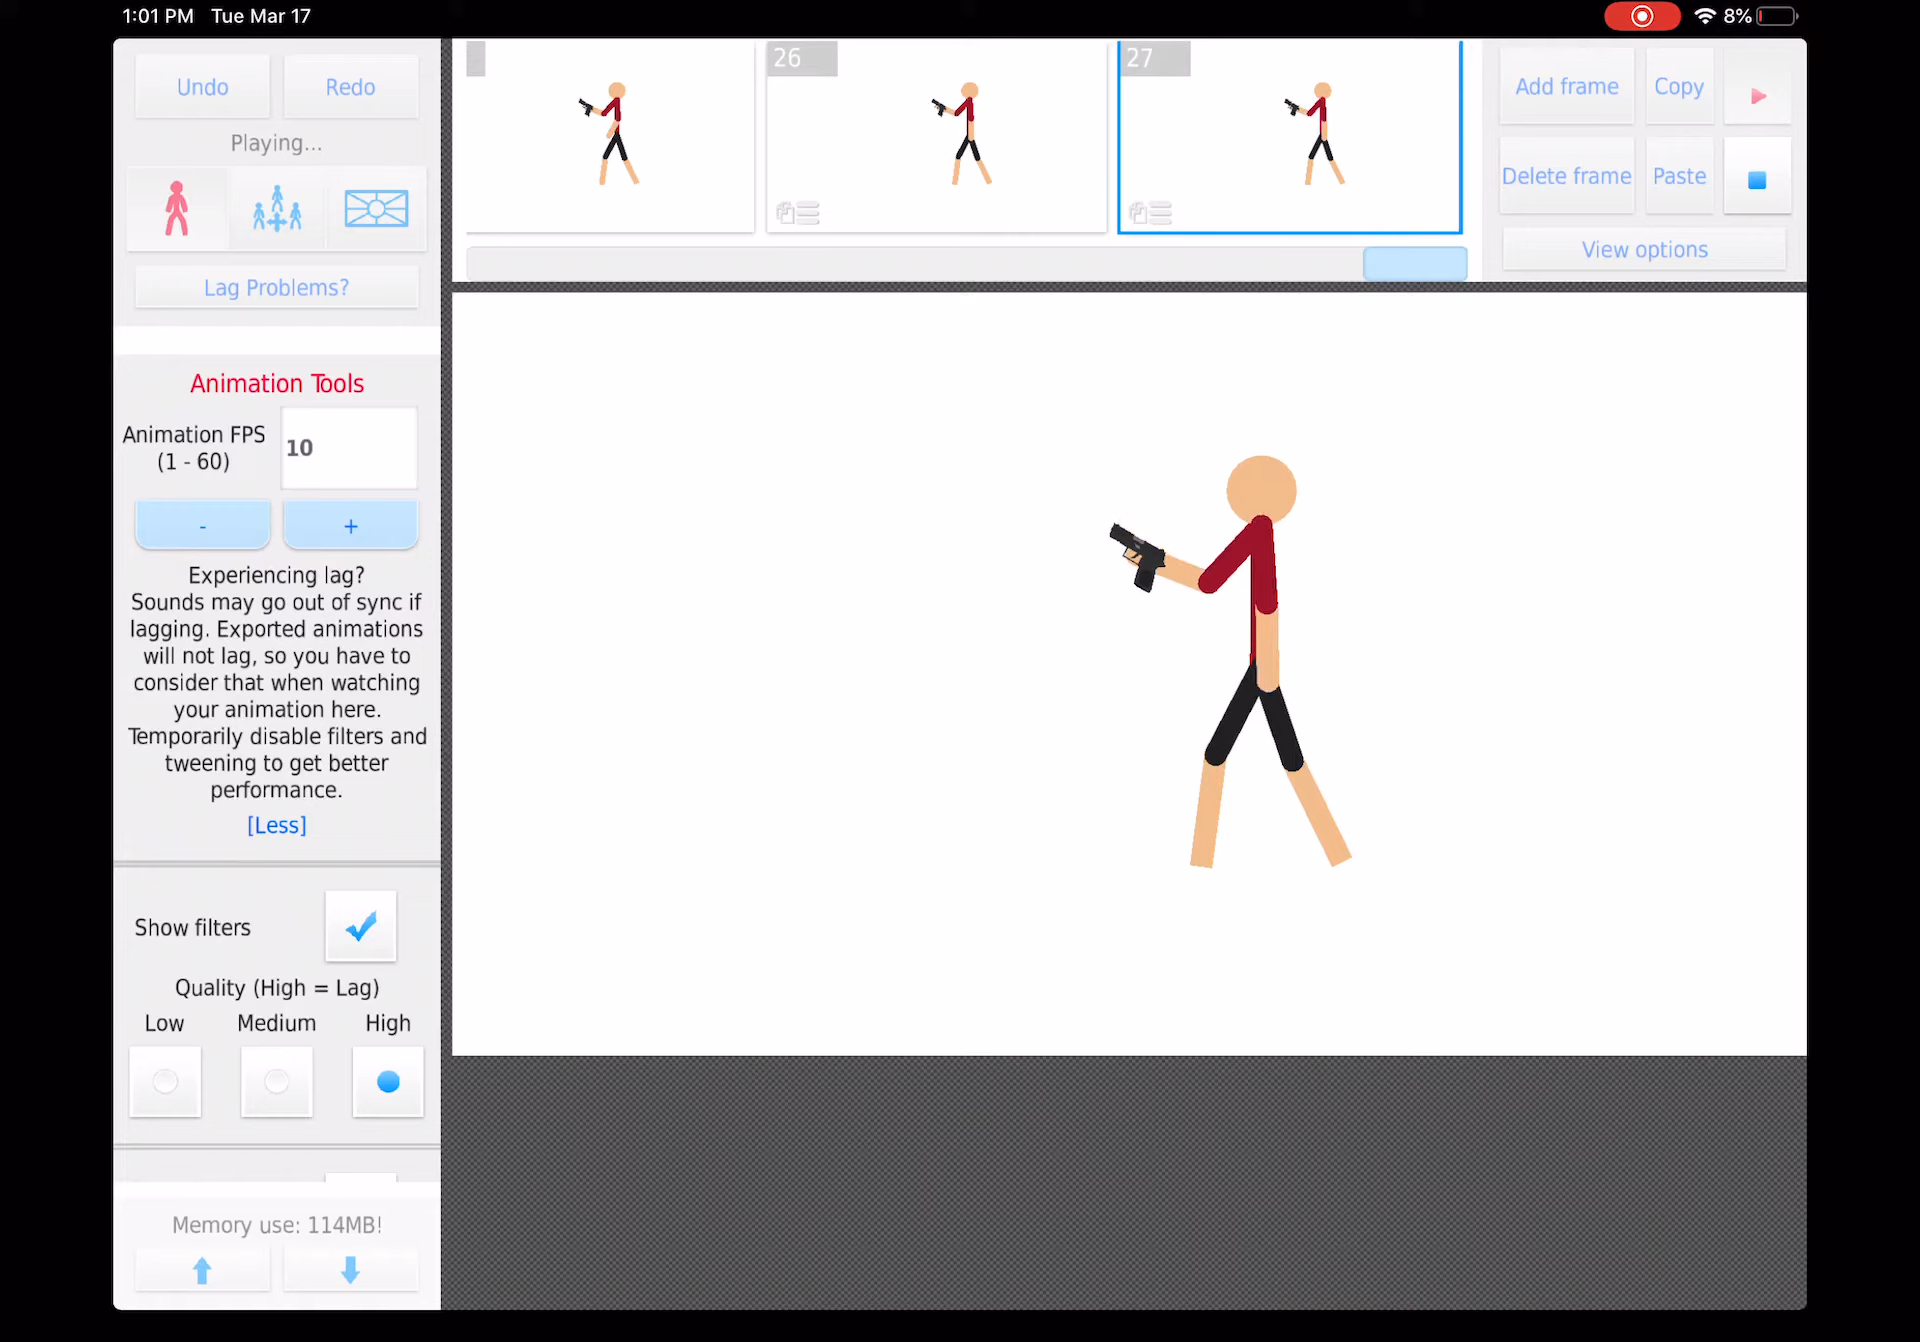 1:01 PM Tue Mar 17
8%
Undo Redo
Playing...
Lag Problems?
26
27
Add frame Copy
Delete frame Paste
View options
Animation Tools
Animation FPS
(1 - 60)
10
- +
Experiencing lag?
Sounds may go out of sync if
lagging. Exported animations
will not lag, so you have to
consider that when watching
your animation here.
Temporarily disable filters and
tweening to get better
performance.
[Less]
Show filters
Quality (High = Lag)
Low Medium High
Memory use: 114MB!